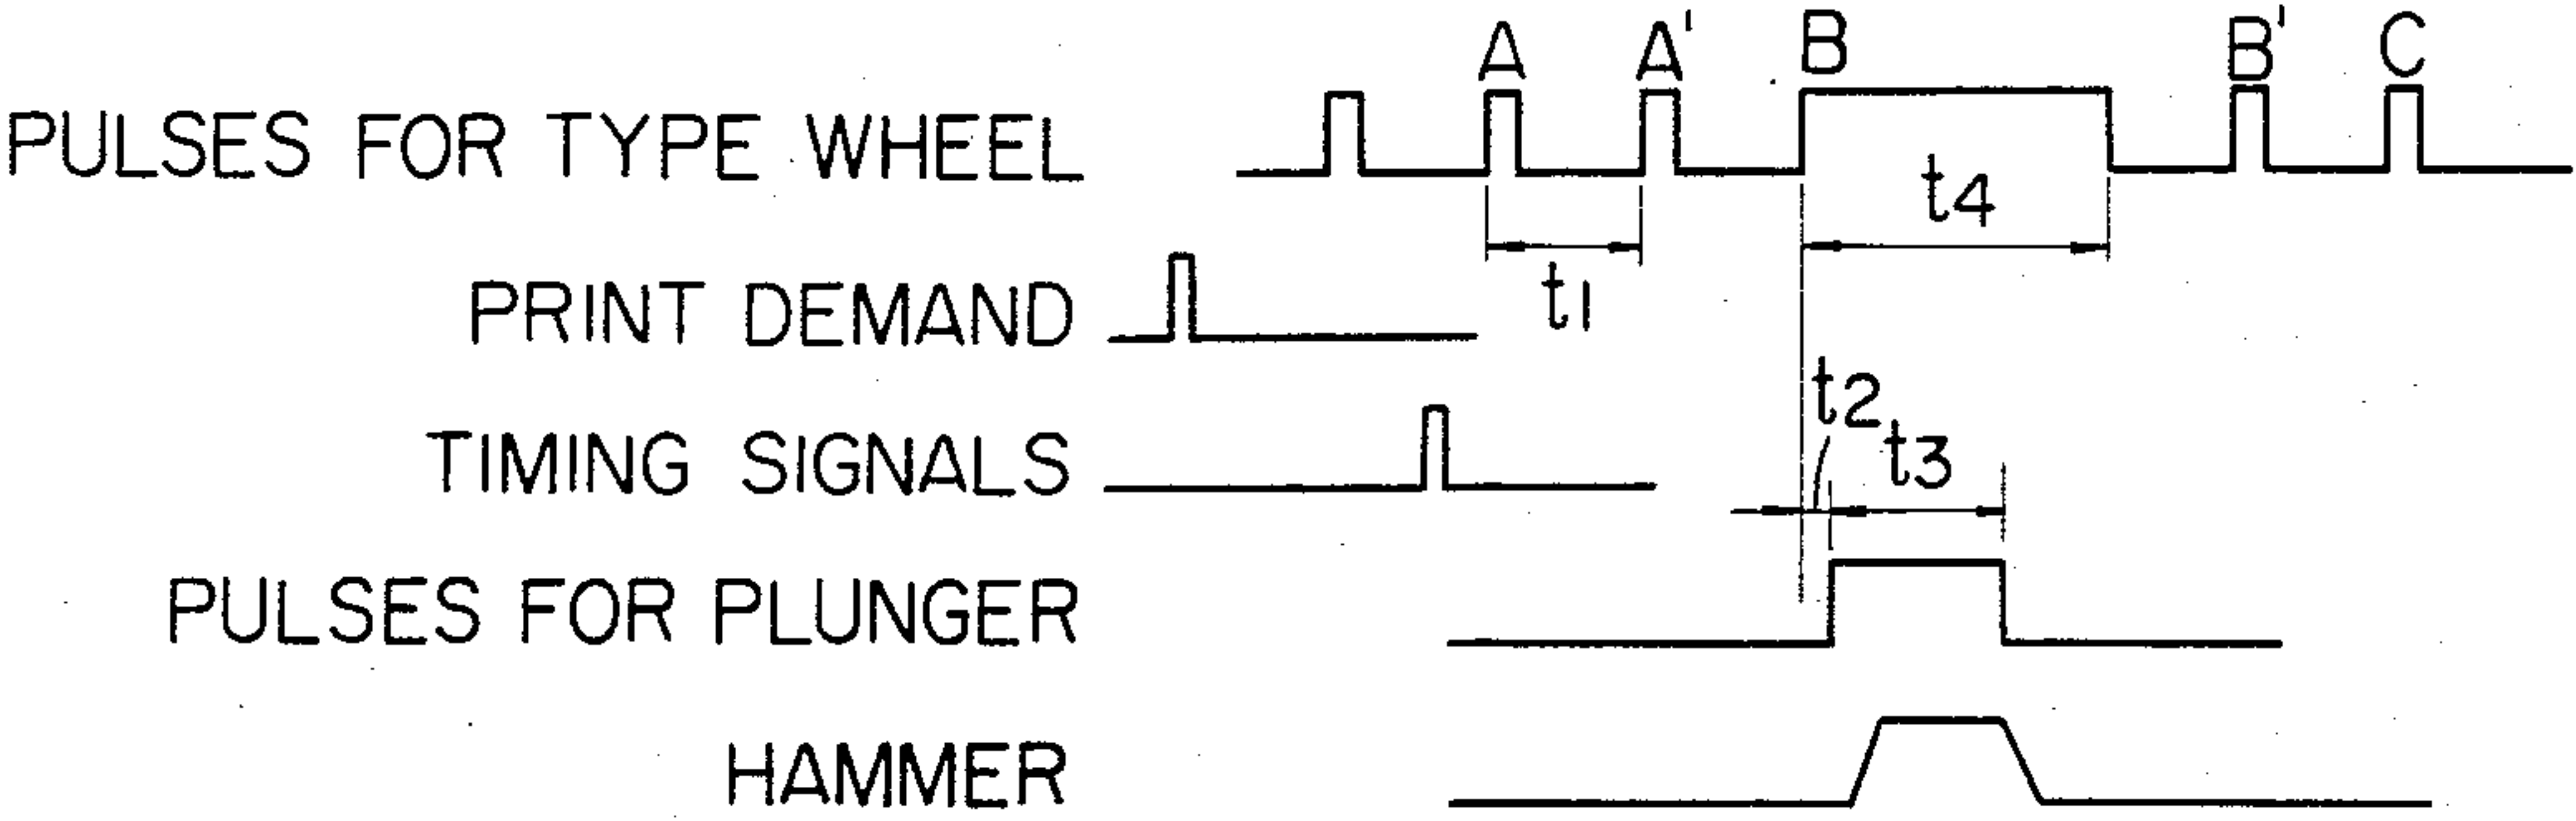 A A' B B' C
PULSES FOR TYPE WHEEL
t4
PRINT DEMAND
t1
t2
TIMING SIGNALS
t3
PULSES FOR PLUNGER
HAMMER